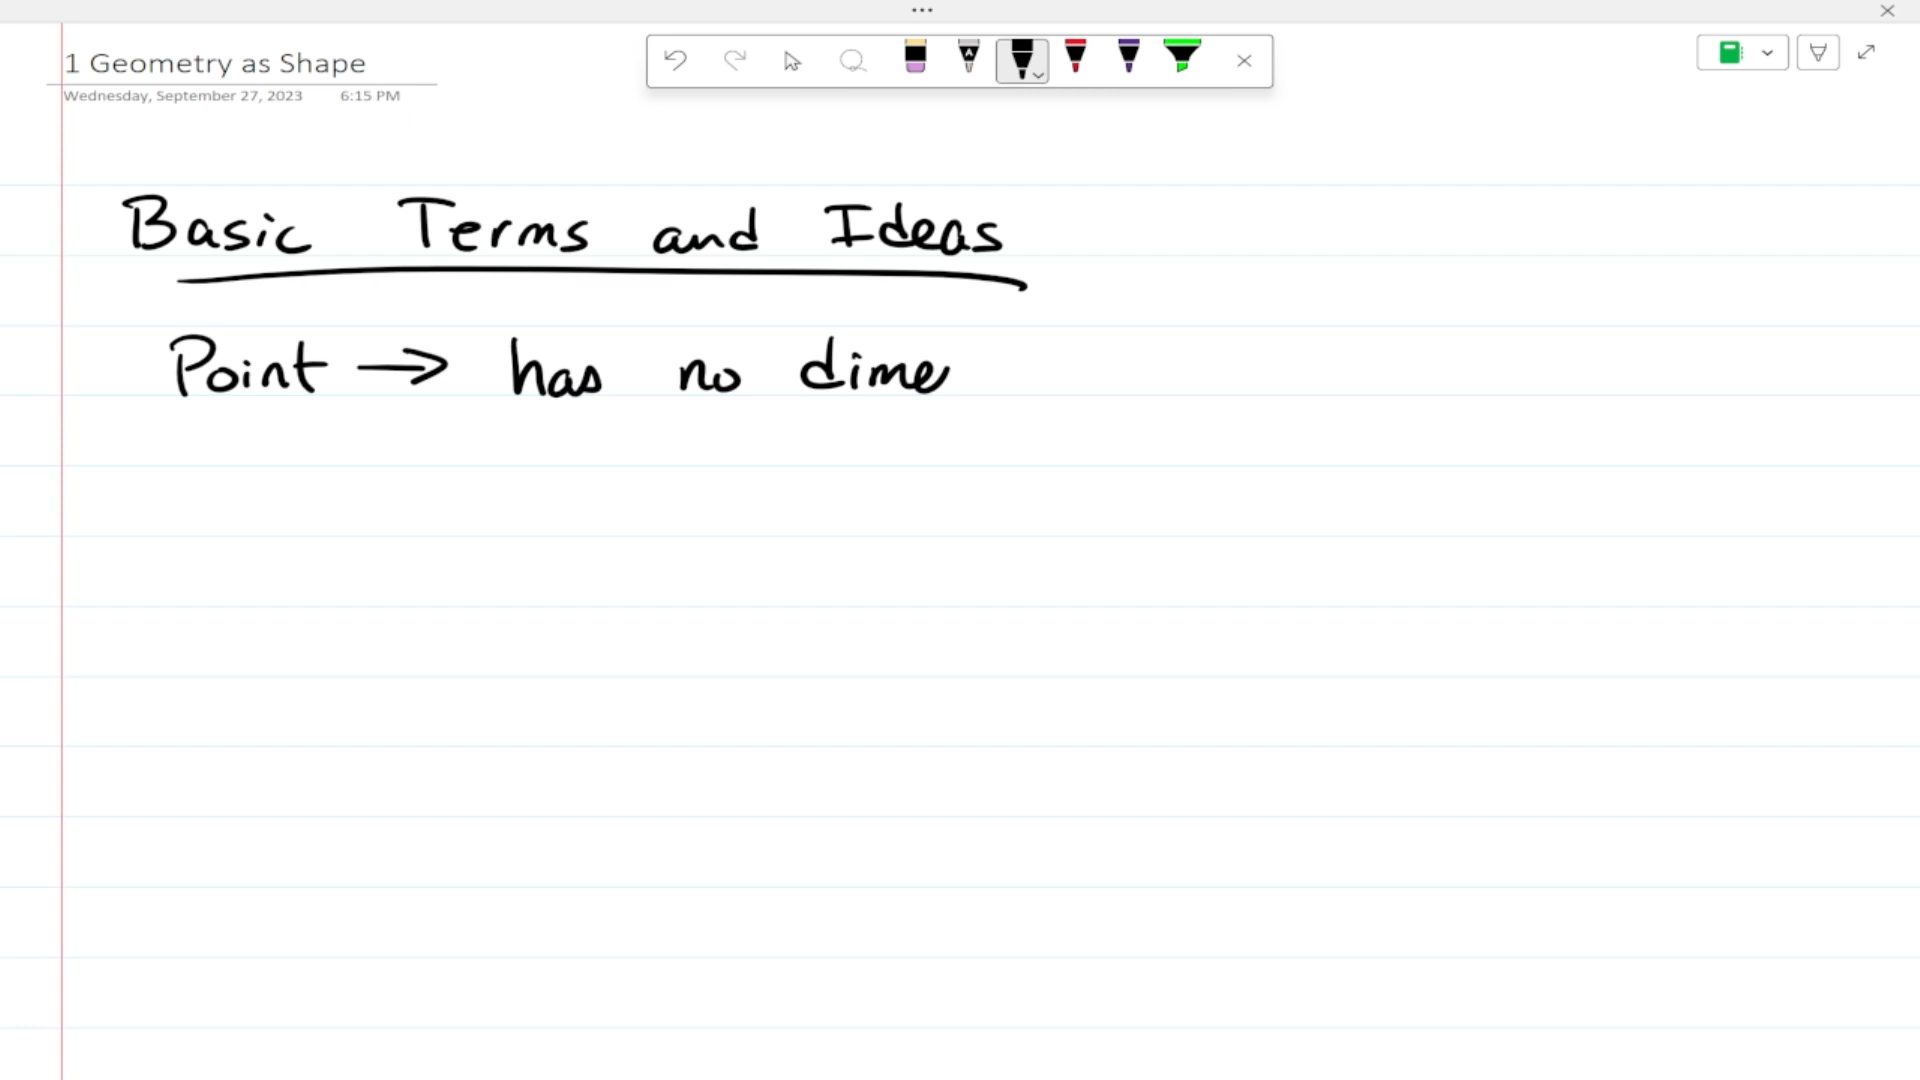 1 Geometry as Shape
Wednesday, September 27, 2023 6:15 PM
Basic Terms and Ideas
Point → has no dime